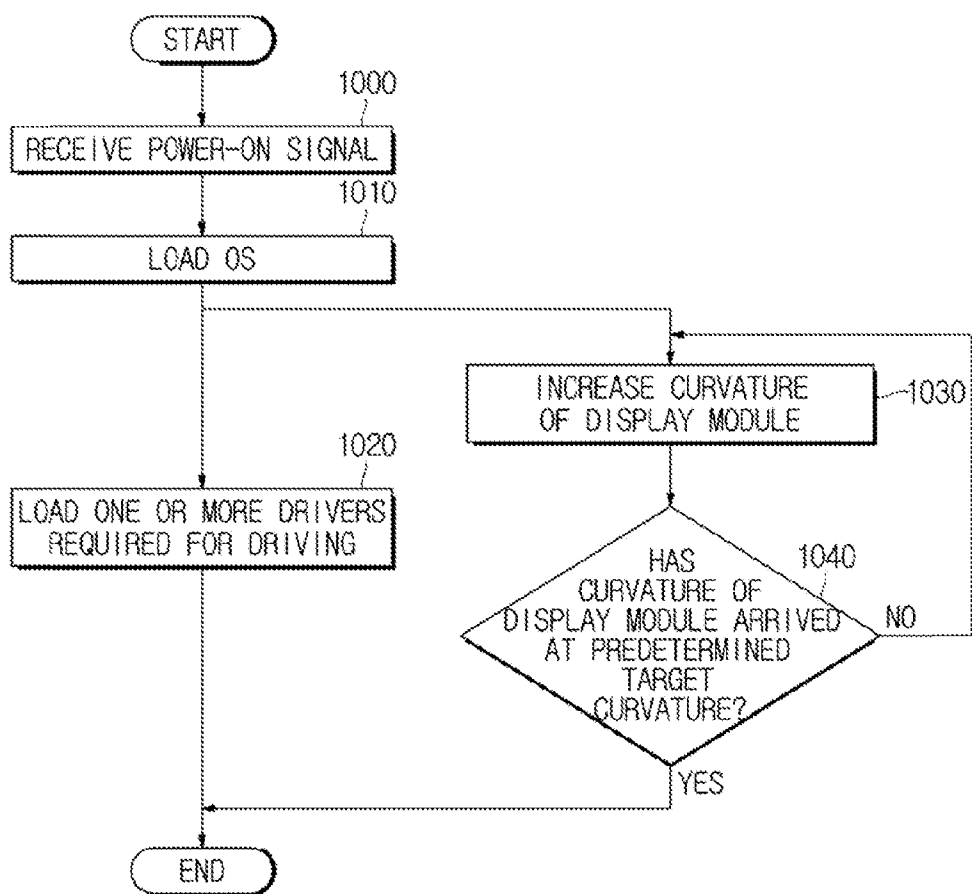 START
1000
RECEIVE POWER-ON SIGNAL
1010
LOAD OS
INCREASE CURVATURE
OF DISPLAY MODULE
1030
1020
LOAD ONE OR MORE DRIVERS
REQUIRED FOR DRIVING
1040
HAS
CURVATURE OF
DISPLAY MODULE ARRIVED
AT PREDETERMINED
TARGET
CURVATURE?
NO
YES
END